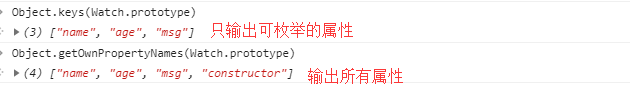 Object.keys(Watch.prototype)
(3) ["name", "age", "msg"] 只输出可枚举的属性
Object.getOwnPropertyNames(Watch.prototype)
(4) ["name", "age", "msg", "constructor"] 输出所有属性